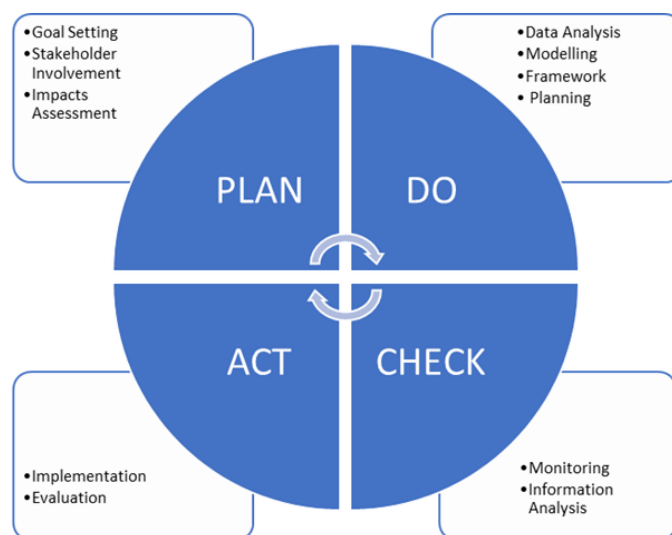 •Goal Setting
•Stakeholder
Involvement
•Impacts
Assessment
•Data Analysis
•Modelling
•Framework
• Planning
PLAN
DO
ACT
CHECK
•Implementation
•Evaluation
•Monitoring
•Information
Analysis